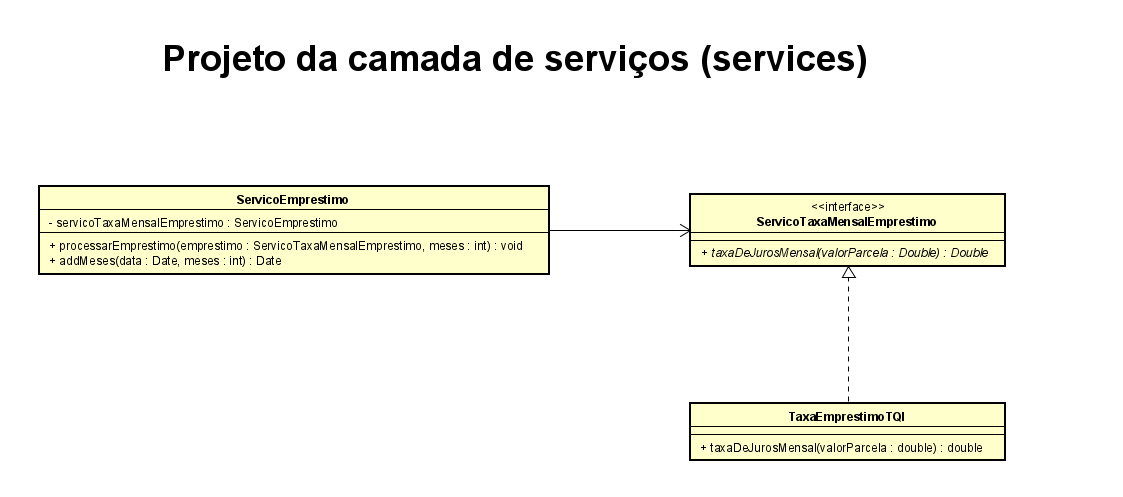 Projeto da camada de serviços (services)
ServicoEmprestimo
- servicoTaxaMensalEmprestimo : ServicoEmprestimo
+ processarEmprestimo(emprestimo : ServicoTaxaMensalEmprestimo, meses : int) : void
+ addMeses(data : Date, meses : int) : Date
<<interface>>
ServicoTaxaMensalEmprestimo
+ taxaDeJurosMensal(valorParcela : Double) : Double
TaxaEmprestimoTQI
+ taxaDeJurosMensal(valorParcela : double) : double